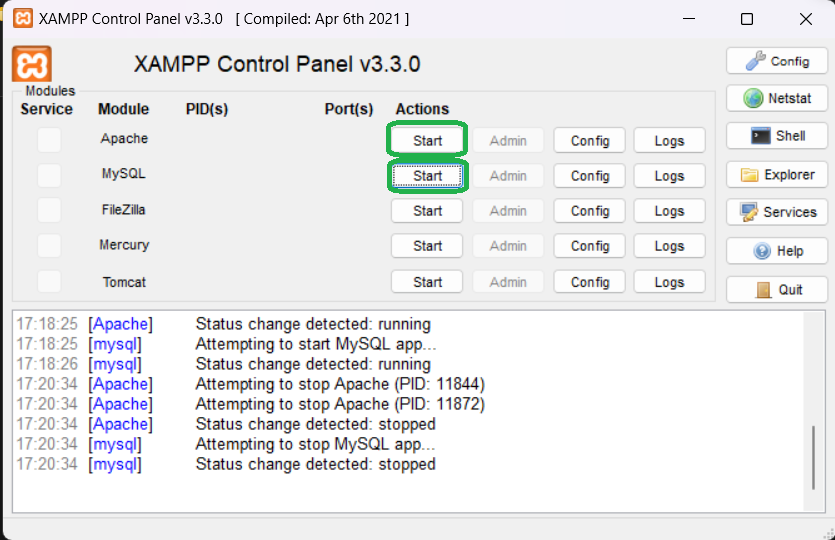 XAMPP Control Panel v3.3.0 [ Compiled: Apr 6th 2021 ]
XAMPP Control Panel v3.3.0
Config
Modules
Service Module PID(s) Port(s) Actions
Netstat
Apache Start Admin Config Logs
Shell
MySQL Start Admin Config Logs
Explorer
FileZilla Start Admin Config Logs
Services
Mercury Start Admin Config Logs
Help
Tomcat Start Admin Config Logs
Quit
17:18:25 [Apache] Status change detected: running
17:18:25 [mysql] Attempting to start MySQL app...
17:18:26 [mysql] Status change detected: running
17:20:34 [Apache] Attempting to stop Apache (PID: 11844)
17:20:34 [Apache] Attempting to stop Apache (PID: 11872)
17:20:34 [Apache] Status change detected: stopped
17:20:34 [mysql] Attempting to stop MySQL app...
17:20:34 [mysql] Status change detected: stopped